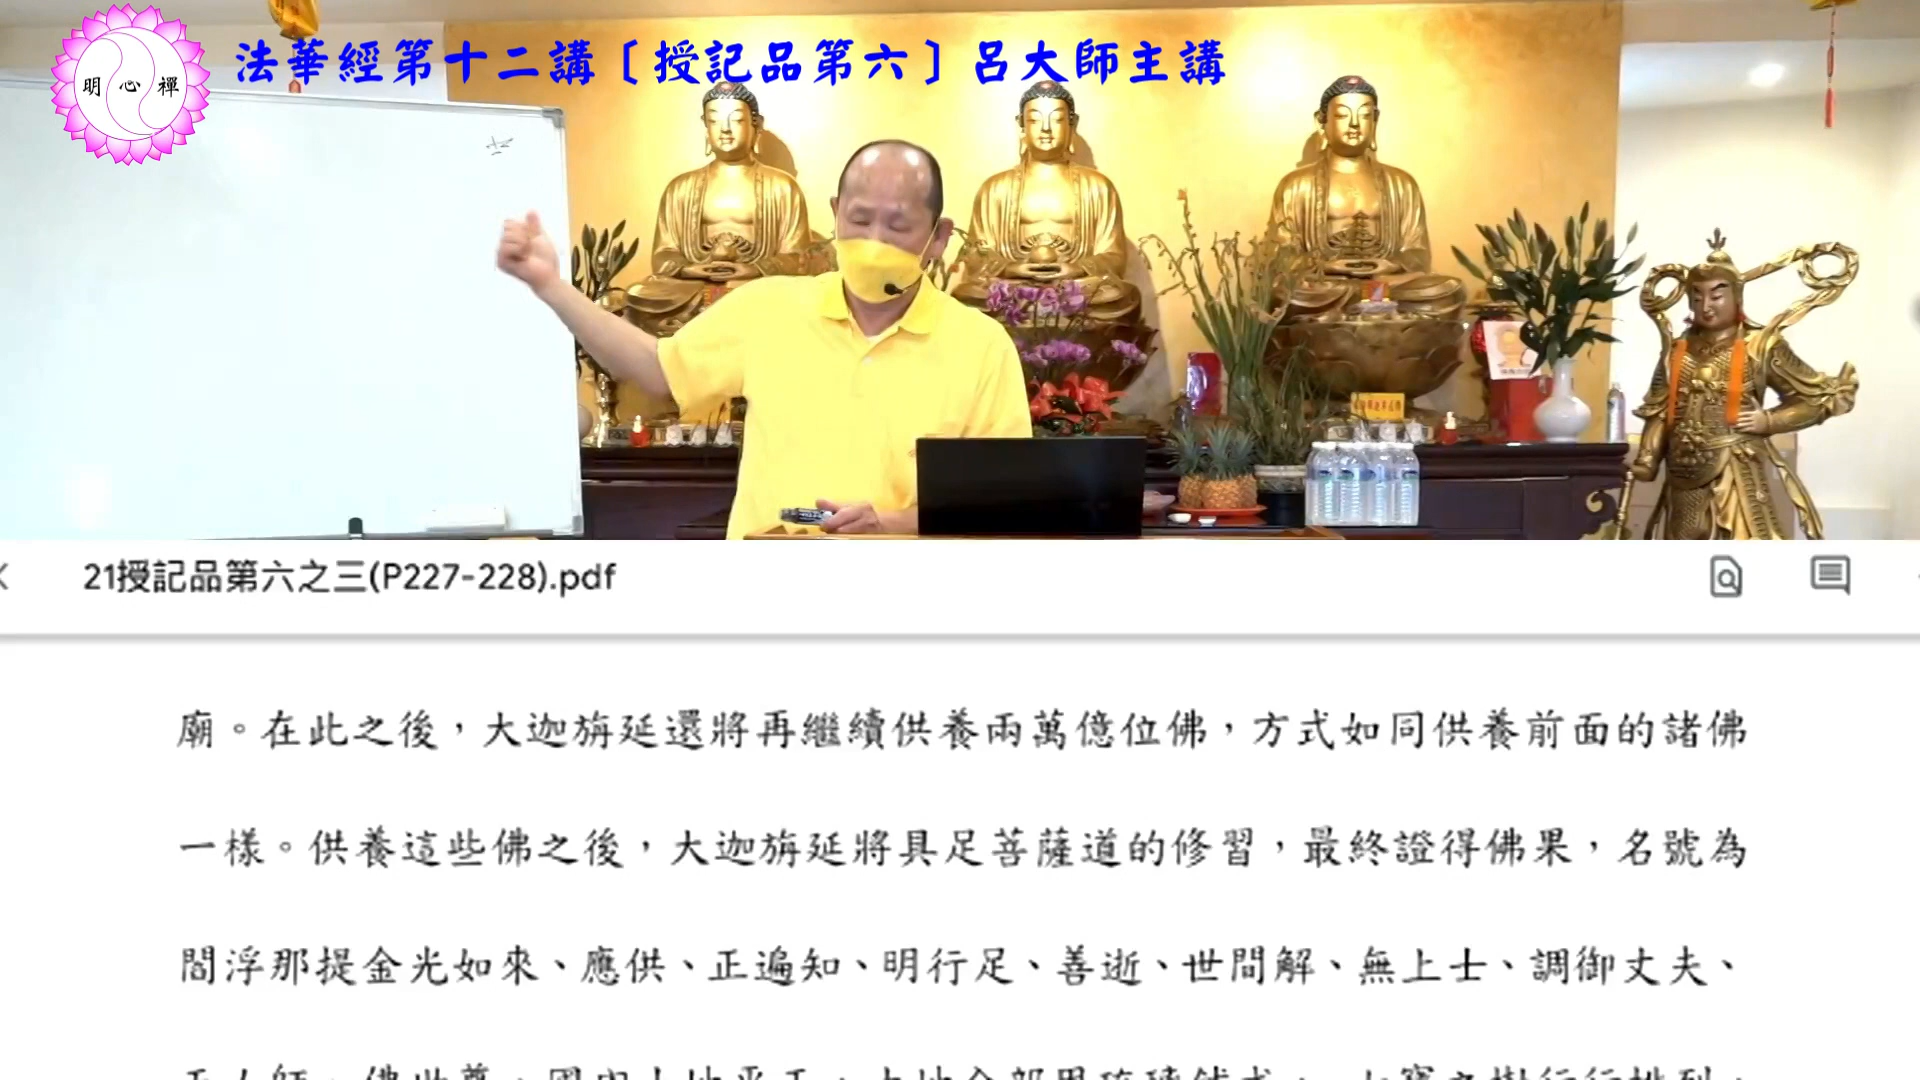 法華經第十二講〔授記品第六〕呂大師主講
明心禪
21授記品第六之三(P227-228).pdf
廟。在此之後，大迦旃延還將再繼續供養兩萬億位佛，方式如同供養前面的諸佛
一樣。供養這些佛之後，大迦旃延將具足菩薩道的修習，最終證得佛果，名號為
閻浮那提金光如來、應供、正遍知、明行足、善逝、世間解、無上士、調御丈夫、